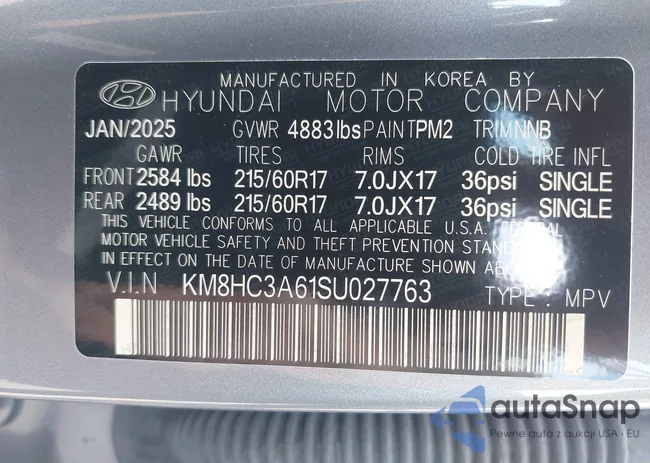 MANUFACTURED IN KOREA BY
HYUNDAI MOTOR COMPANY
JAN/2025 GVWR 4883lbs PAINT PM2 TRIM NNB
GAWR TIRES RIMS COLD TIRE INFL
FRONT 2584 lbs 215/60R17 7.0JX17 36psi SINGLE
REAR 2489 lbs 215/60R17 7.0JX17 36psi SINGLE
THIS VEHICLE CONFORMS TO ALL APPLICABLE U.S.A. FEDERAL
MOTOR VEHICLE SAFETY AND THEFT PREVENTION
IN EFFECT ON THE DATE OF MANUFACTURE SHOWN
V.I.N KM8HC3A61SU027763 TYPE : MPV
autoSnap
Pewne auta z aukcji USA i EU